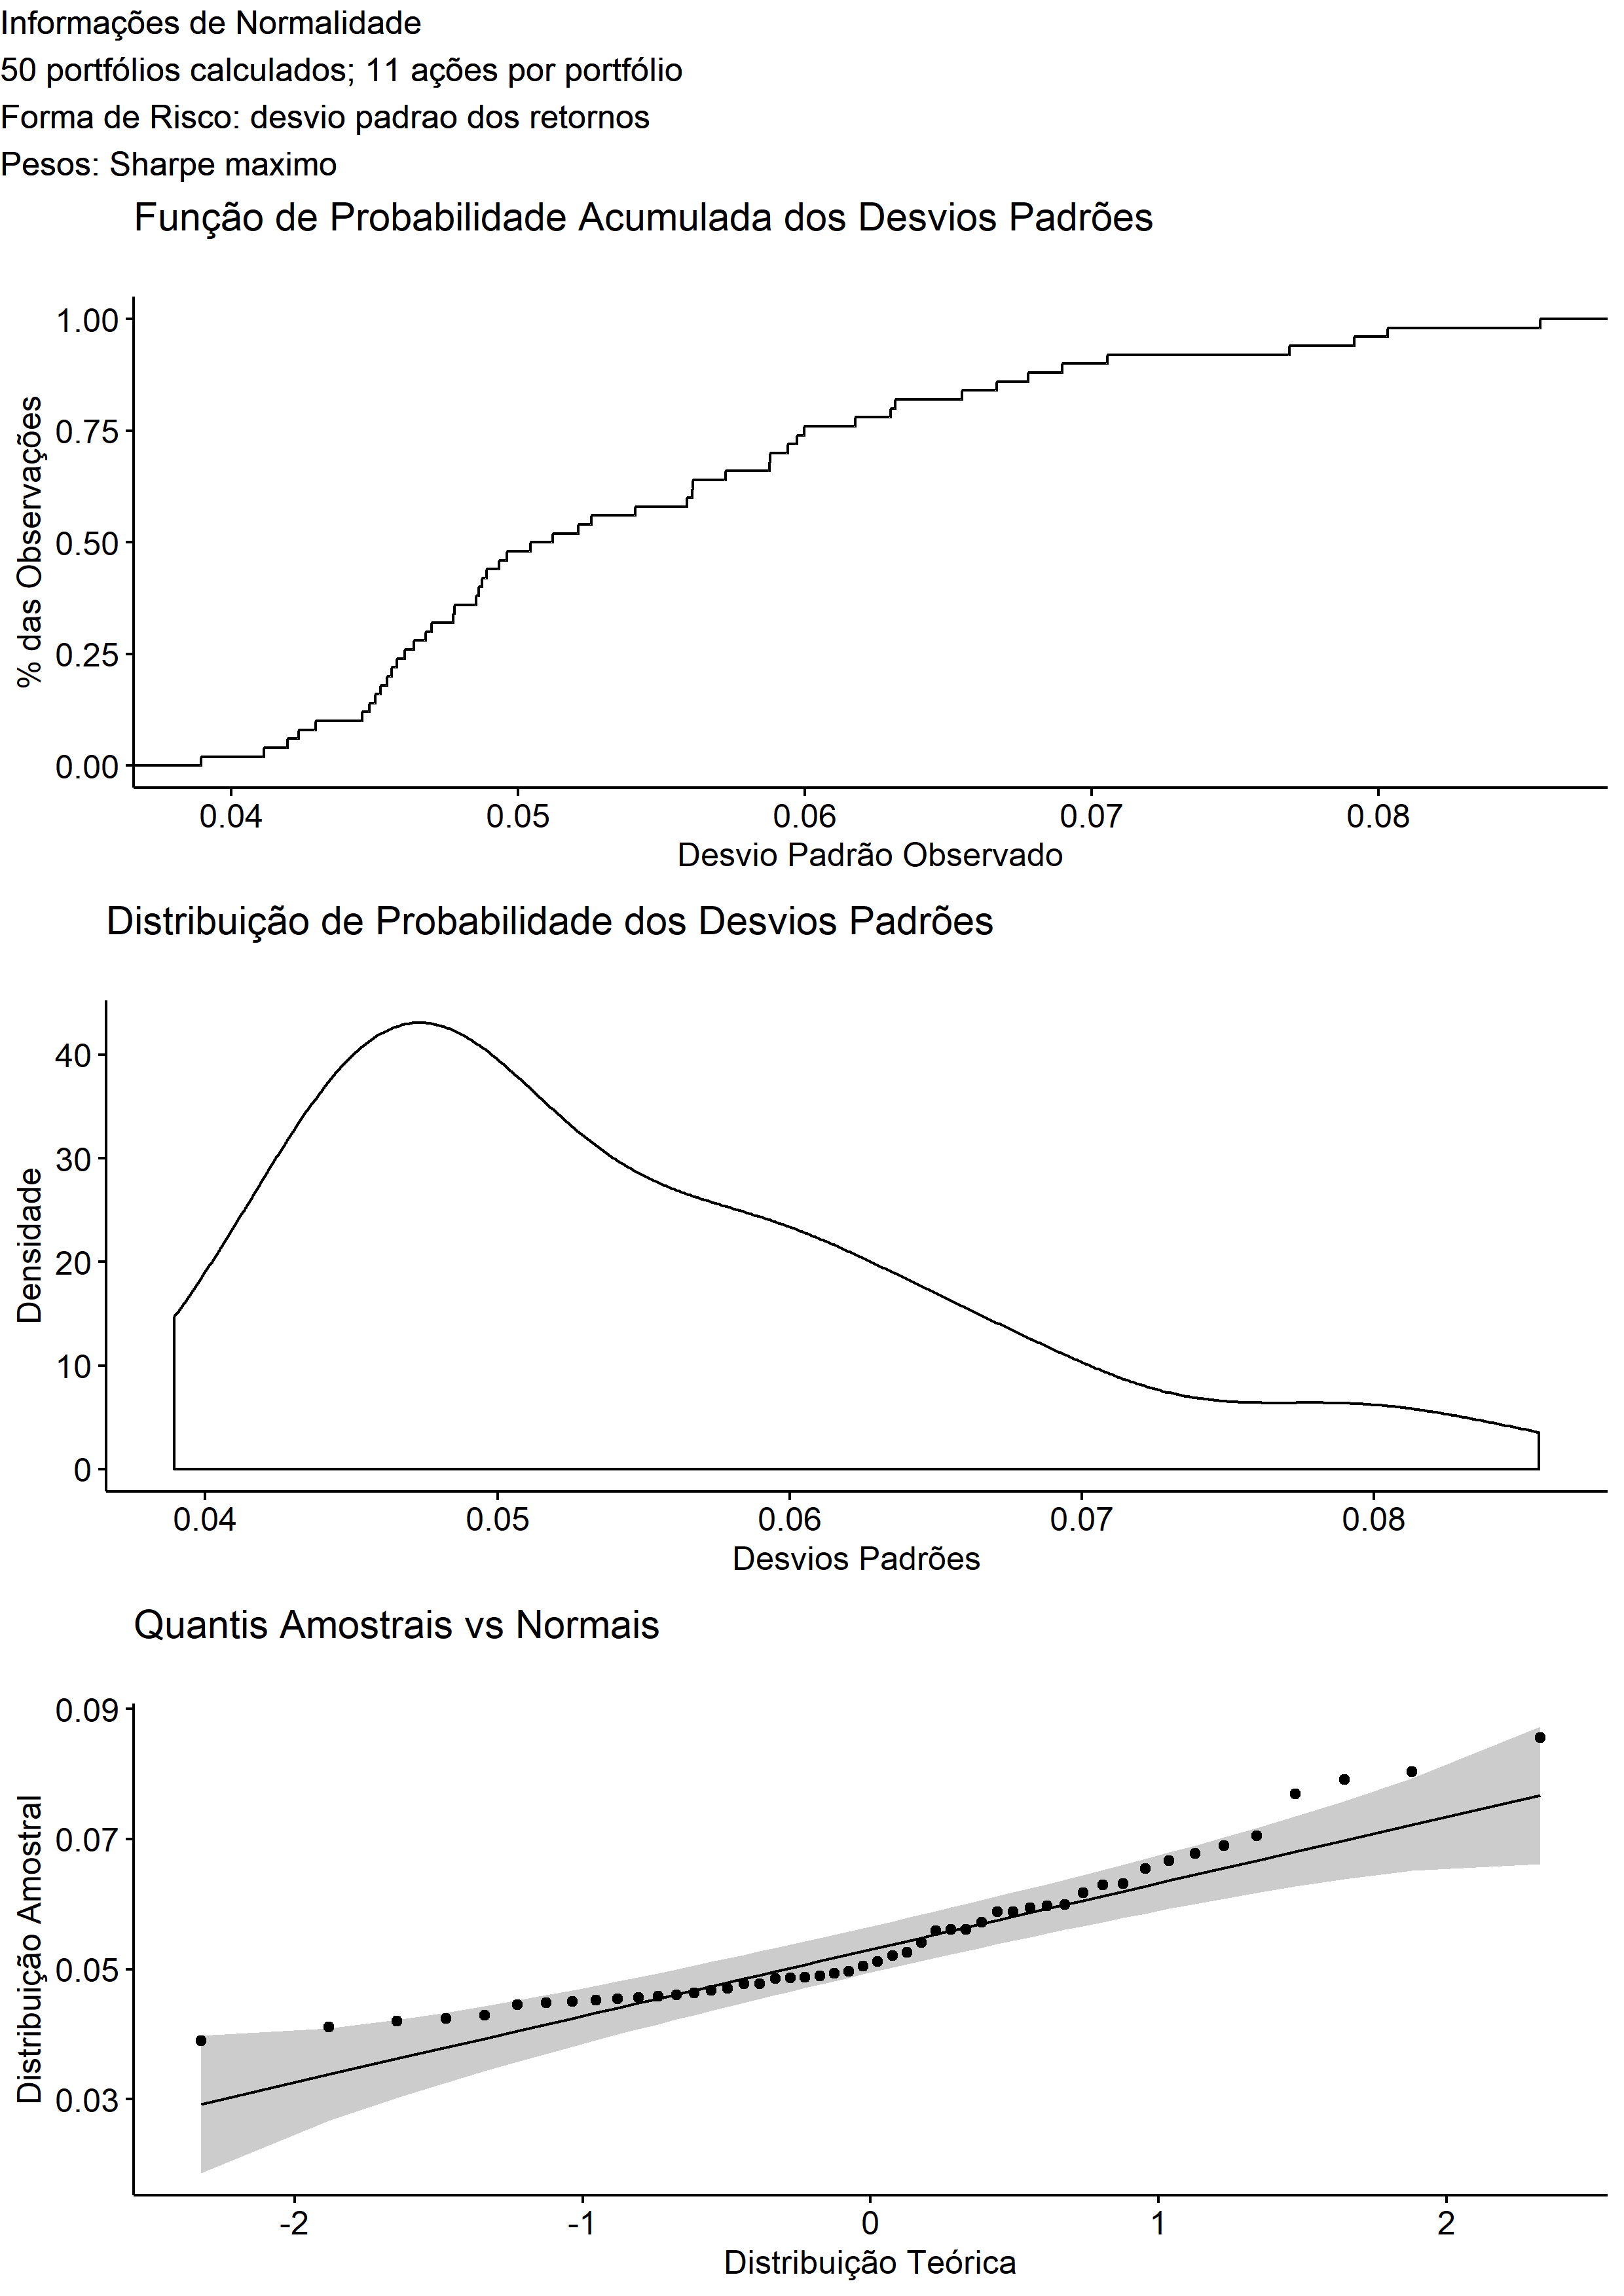 Informações de Normalidade
50 portfólios calculados; 11 ações por portfólio
Forma de Risco: desvio padrao dos retornos
Pesos: Sharpe maximo
Função de Probabilidade Acumulada dos Desvios Padrões
% das Observações
1.00
0.75
0.50
0.25
0.00
0.04 0.05 0.06 0.07 0.08
Desvio Padrão Observado
Distribuição de Probabilidade dos Desvios Padrões
Densidade
40
30
20
10
0
0.04 0.05 0.06 0.07 0.08
Desvios Padrões
Quantis Amostrais vs Normais
Distribuição Amostral
0.09
0.07
0.05
0.03
-2 -1 0 1 2
Distribuição Teórica